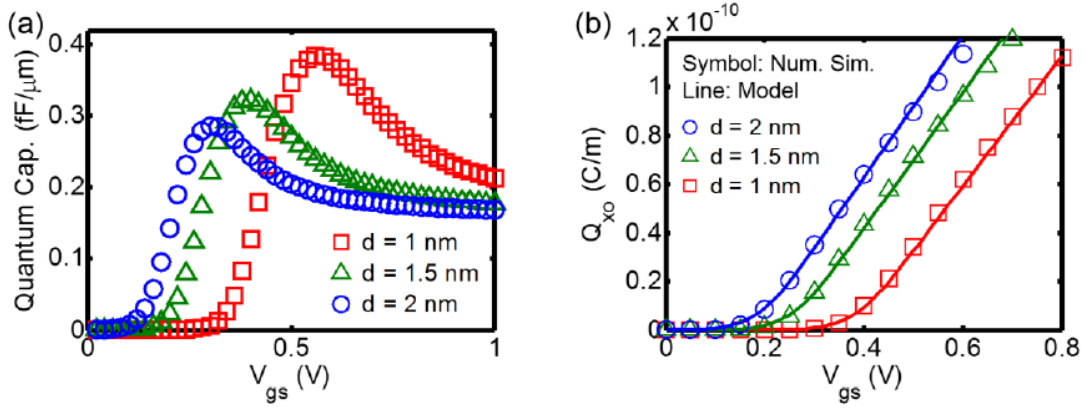 (a)
Quantum Cap. (fF/μm)
0.4
0.3
0.2
0.1
0
0
0.5
1
V_gs (V)
d = 1 nm
d = 1.5 nm
d = 2 nm
(b)
1.2 x 10^-10
1.0
0.8
0.6
0.4
0.2
0
Q_xo (C/m)
0
0.2
0.4
0.6
0.8
V_gs (V)
Symbol: Num. Sim.
Line: Model
d = 2 nm
d = 1.5 nm
d = 1 nm